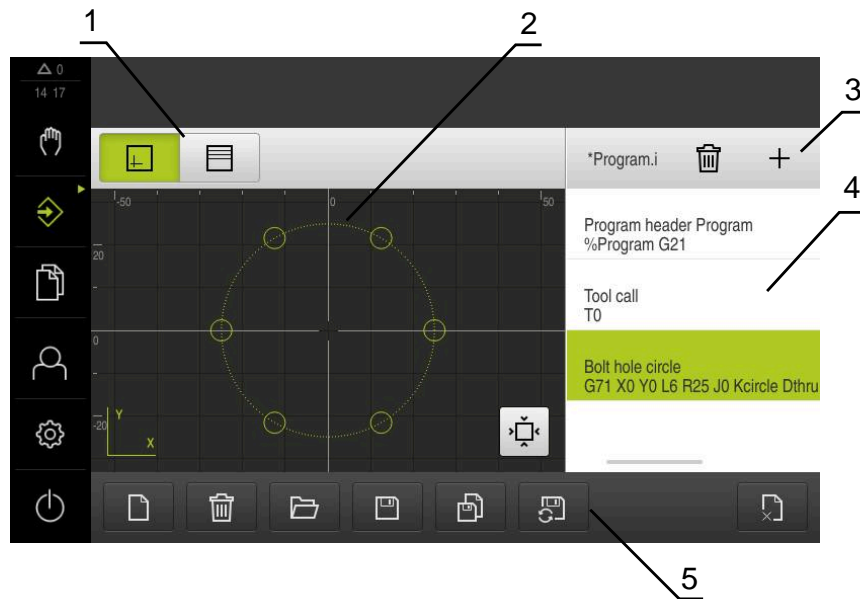 1
2
3
4
5
0
14 17
*Program.i
-50
0
50
20
0
-20
Y
X
Program header Program
%Program G21
Tool call
T0
Bolt hole circle
G71 X0 Y0 L6 R25 J0 Kcircle Dthru